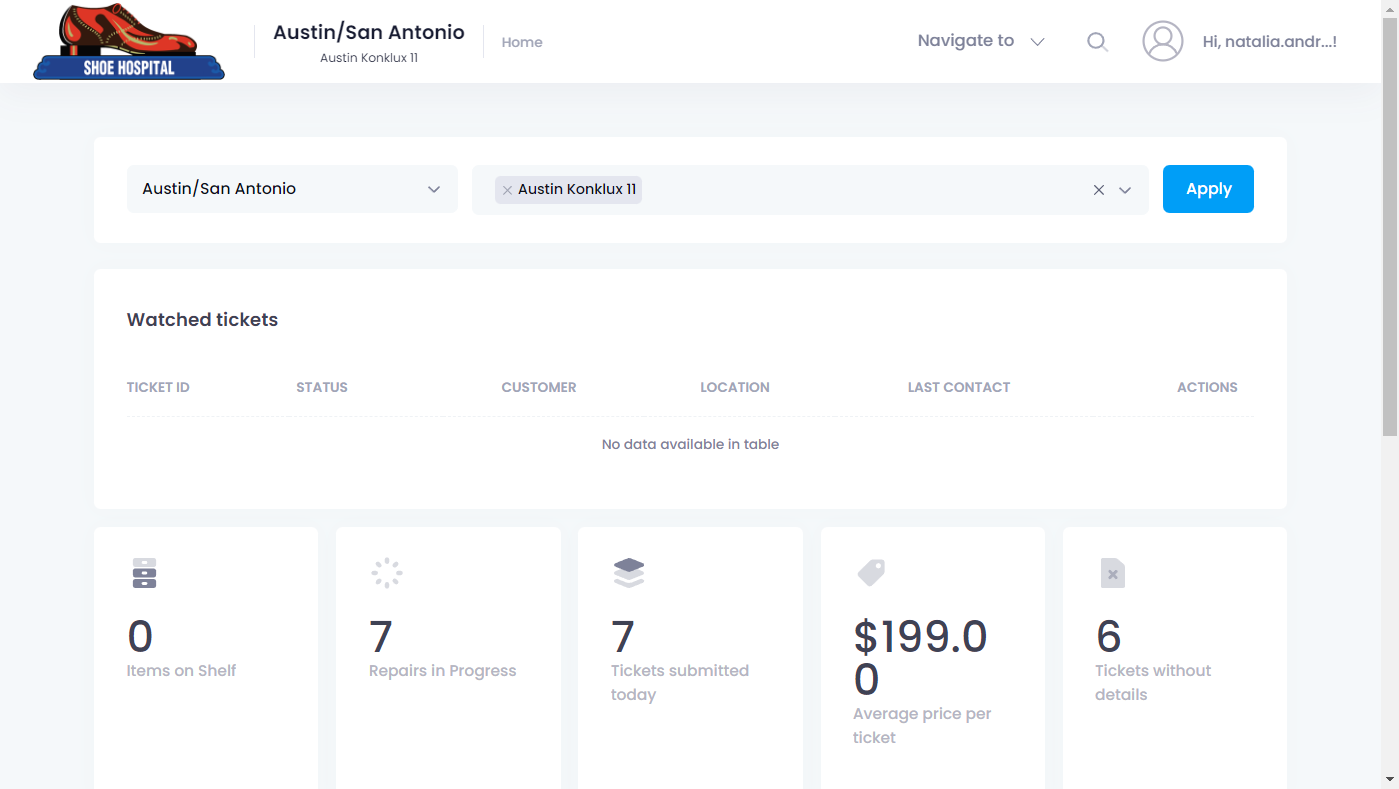 SHOE HOSPITAL
Austin/San Antonio
Austin Konklux 11
Home
Navigate to
Hi, natalia.andr...!
Austin/San Antonio
Austin Konklux 11
Apply
Watched tickets
TICKET ID STATUS CUSTOMER LOCATION LAST CONTACT ACTIONS
No data available in table
0
Items on Shelf
7
Repairs in Progress
7
Tickets submitted
today
$199.0
0
Average price per
ticket
6
Tickets without
details